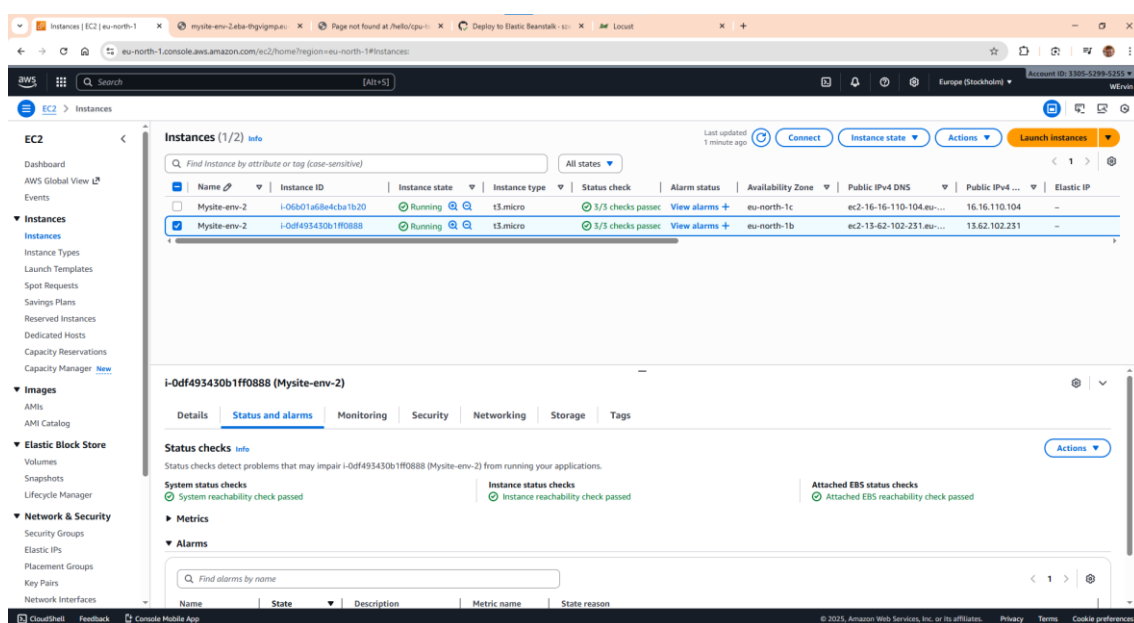 Instances | EC2 | eu-north-1
mysite-env-2.eba-thgvigmp.eu-
Page not found at /hello/cpu-
Deploy to Elastic Beanstalk - sz
Locust
eu-north-1.console.aws.amazon.com/ec2/home?region=eu-north-1#Instances:
aws
Search
[Alt+S]
Europe (Stockholm)
Account ID: 3305-5299-5255
WErvin
EC2 > Instances
EC2
Dashboard
AWS Global View
Events
Instances
Instances
Instance Types
Launch Templates
Spot Requests
Savings Plans
Reserved Instances
Dedicated Hosts
Capacity Reservations
Capacity Manager New
Images
AMIs
AMI Catalog
Elastic Block Store
Volumes
Snapshots
Lifecycle Manager
Network & Security
Security Groups
Elastic IPs
Placement Groups
Key Pairs
Network Interfaces
Instances (1/2) Info
Last updated
1 minute ago
Connect
Instance state
Actions
Launch instances
Find Instance by attribute or tag (case-sensitive)
All states
1
Name Instance ID Instance state Instance type Status check Alarm status Availability Zone Public IPv4 DNS Public IPv4 ... Elastic IP
Mysite-env-2 i-06b01a68e4cba1b20 Running t3.micro 3/3 checks passec View alarms + eu-north-1c ec2-16-16-110-104.eu-... 16.16.110.104 –
Mysite-env-2 i-0df493430b1ff0888 Running t3.micro 3/3 checks passec View alarms + eu-north-1b ec2-13-62-102-231.eu-... 13.62.102.231 –
i-0df493430b1ff0888 (Mysite-env-2)
Details Status and alarms Monitoring Security Networking Storage Tags
Status checks Info
Actions
Status checks detect problems that may impair i-0df493430b1ff0888 (Mysite-env-2) from running your applications.
System status checks Instance status checks Attached EBS status checks
System reachability check passed Instance reachability check passed Attached EBS reachability check passed
Metrics
Alarms
Find alarms by name
1
Name State Description Metric name State reason
CloudShell Feedback Console Mobile App © 2025, Amazon Web Services, Inc. or its affiliates. Privacy Terms Cookie preferences